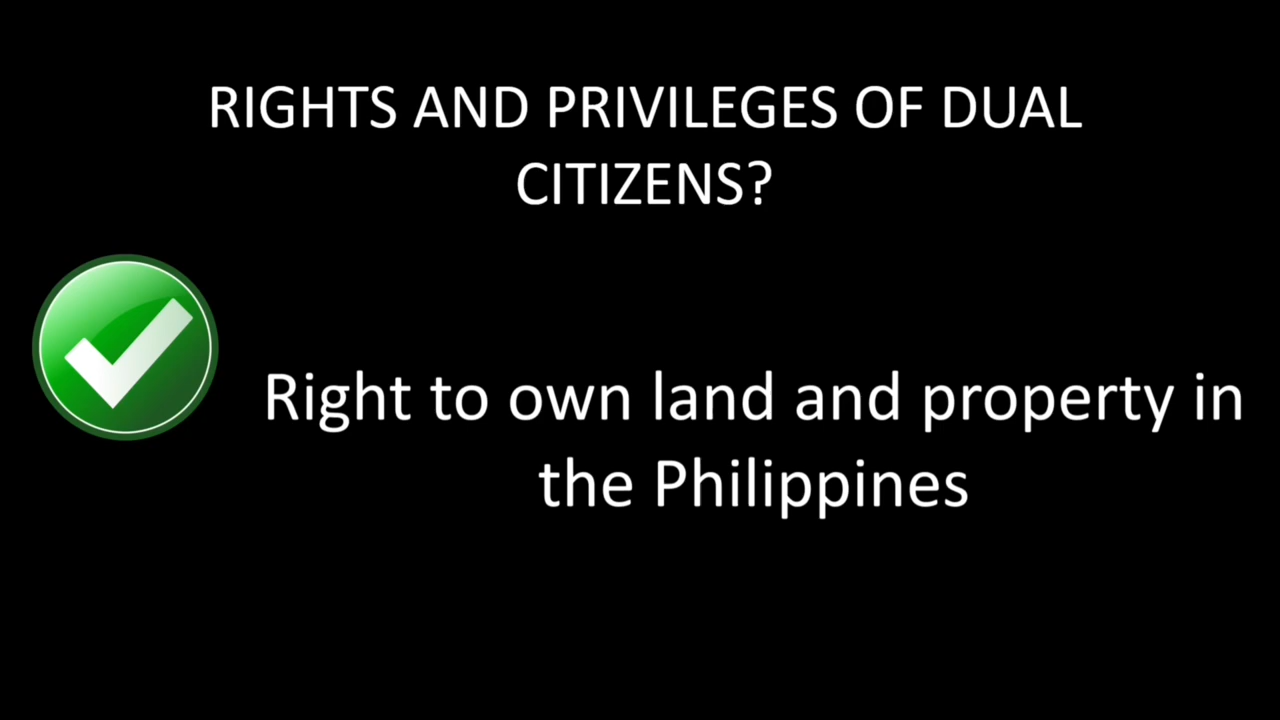 RIGHTS AND PRIVILEGES OF DUAL
CITIZENS?
Right to own land and property in
the Philippines